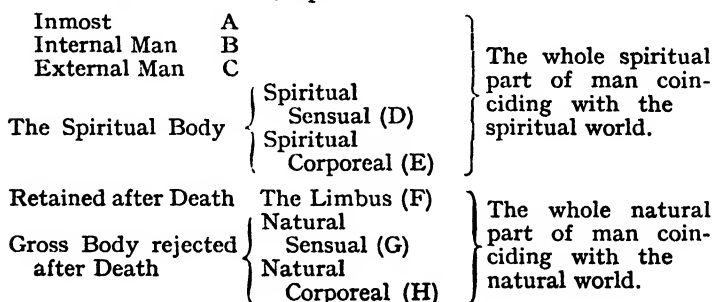 Inmost A
Internal Man B
External Man C
The Spiritual Body
Spiritual
Sensual (D)
Spiritual
Corporeal (E)
The whole spiritual
part of man coin-
ciding with the
spiritual world.
Retained after Death The Limbus (F)
Gross Body rejected
after Death
Natural
Sensual (G)
Natural
Corporeal (H)
The whole natural
part of man coin-
ciding with the
natural world.